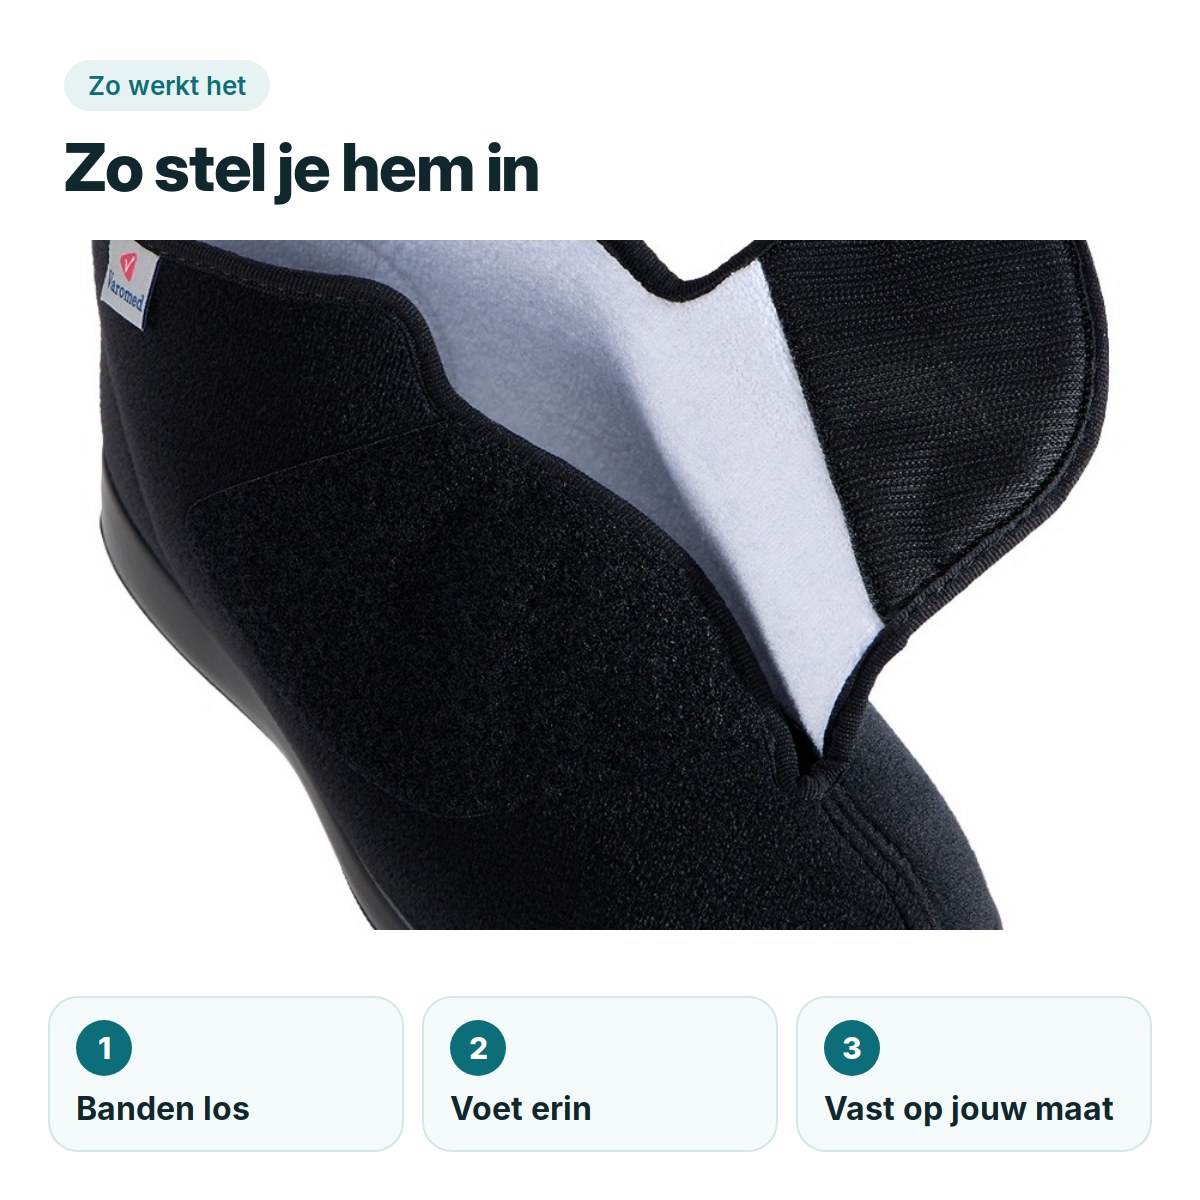 Zo werkt het
Zo stel je hem in
Varomed
1
Banden los
2
Voet erin
3
Vast op jouw maat